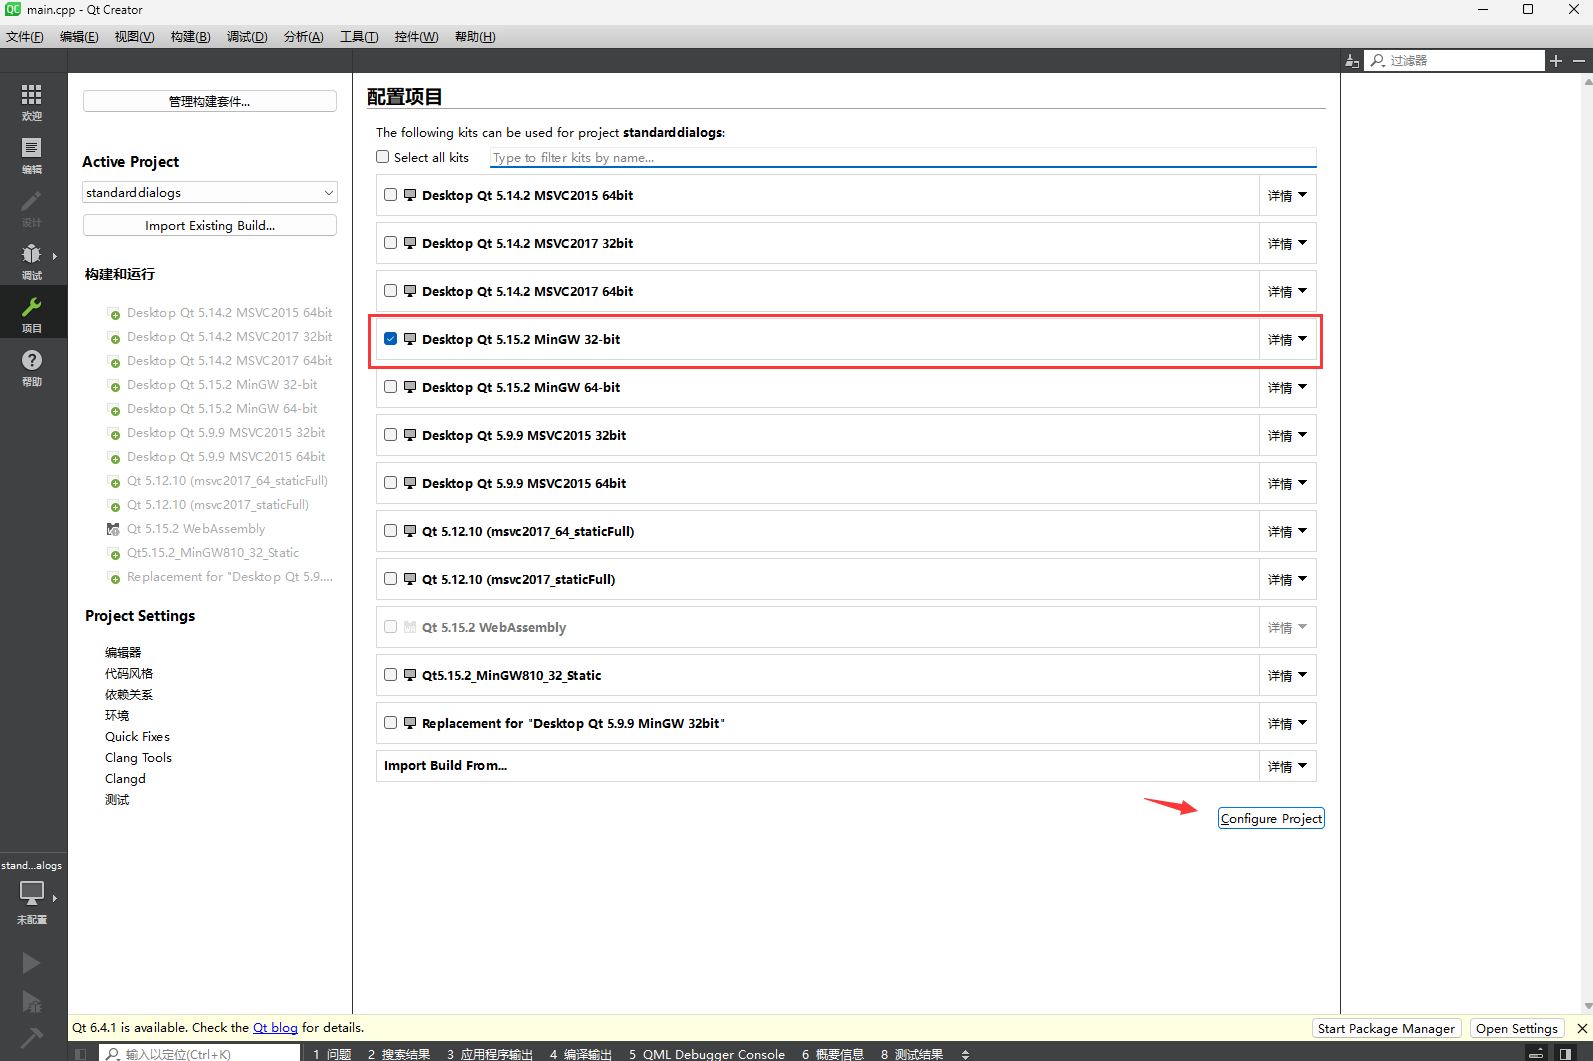 main.cpp - Qt Creator
文件(F) 编辑(E) 视图(V) 构建(B) 调试(D) 分析(A) 工具(T) 控件(W) 帮助(H)
过滤器
欢迎
编辑
设计
调试
项目
帮助
stand...alogs
未配置
管理构建套件...
Active Project
standarddialogs
Import Existing Build...
构建和运行
Desktop Qt 5.14.2 MSVC2015 64bit
Desktop Qt 5.14.2 MSVC2017 32bit
Desktop Qt 5.14.2 MSVC2017 64bit
Desktop Qt 5.15.2 MinGW 32-bit
Desktop Qt 5.15.2 MinGW 64-bit
Desktop Qt 5.9.9 MSVC2015 32bit
Desktop Qt 5.9.9 MSVC2015 64bit
Qt 5.12.10 (msvc2017_64_staticFull)
Qt 5.12.10 (msvc2017_staticFull)
Qt 5.15.2 WebAssembly
Qt5.15.2_MinGW810_32_Static
Replacement for "Desktop Qt 5.9....
Project Settings
编辑器
代码风格
依赖关系
环境
Quick Fixes
Clang Tools
Clangd
测试
配置项目
The following kits can be used for project standarddialogs:
Select all kits Type to filter kits by name...
Desktop Qt 5.14.2 MSVC2015 64bit 详情
Desktop Qt 5.14.2 MSVC2017 32bit 详情
Desktop Qt 5.14.2 MSVC2017 64bit 详情
Desktop Qt 5.15.2 MinGW 32-bit 详情
Desktop Qt 5.15.2 MinGW 64-bit 详情
Desktop Qt 5.9.9 MSVC2015 32bit 详情
Desktop Qt 5.9.9 MSVC2015 64bit 详情
Qt 5.12.10 (msvc2017_64_staticFull) 详情
Qt 5.12.10 (msvc2017_staticFull) 详情
Qt 5.15.2 WebAssembly 详情
Qt5.15.2_MinGW810_32_Static 详情
Replacement for "Desktop Qt 5.9.9 MinGW 32bit" 详情
Import Build From... 详情
Configure Project
Qt 6.4.1 is available. Check the Qt blog for details. Start Package Manager Open Settings
输入以定位(Ctrl+K) 1 问题 2 搜索结果 3 应用程序输出 4 编译输出 5 QML Debugger Console 6 概要信息 8 测试结果